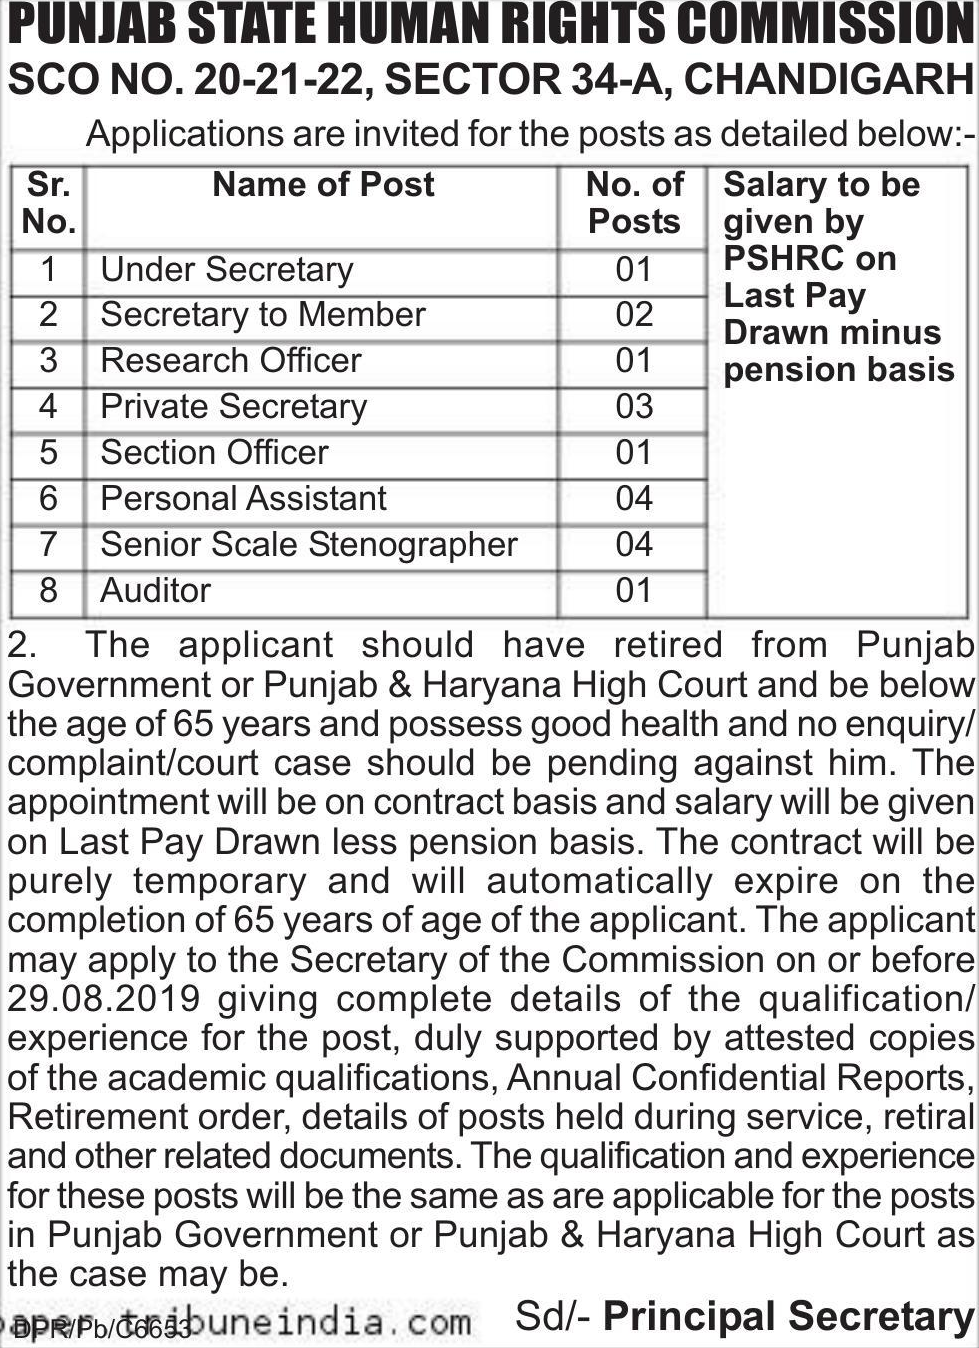 PUNJAB STATE HUMAN RIGHTS COMMISSION
SCO NO. 20-21-22, SECTOR 34-A, CHANDIGARH
Applications are invited for the posts as detailed below:-
Sr. No. Name of Post No. of Posts Salary to be given by PSHRC on Last Pay Drawn minus pension basis
1 Under Secretary 01
2 Secretary to Member 02
3 Research Officer 01
4 Private Secretary 03
5 Section Officer 01
6 Personal Assistant 04
7 Senior Scale Stenographer 04
8 Auditor 01
2. The applicant should have retired from Punjab
Government or Punjab & Haryana High Court and be below
the age of 65 years and possess good health and no enquiry/
complaint/court case should be pending against him. The
appointment will be on contract basis and salary will be given
on Last Pay Drawn less pension basis. The contract will be
purely temporary and will automatically expire on the
completion of 65 years of age of the applicant. The applicant
may apply to the Secretary of the Commission on or before
29.08.2019 giving complete details of the qualification/
experience for the post, duly supported by attested copies
of the academic qualifications, Annual Confidential Reports,
Retirement order, details of posts held during service, retiral
and other related documents. The qualification and experience
for these posts will be the same as are applicable for the posts
in Punjab Government or Punjab & Haryana High Court as
the case may be.
Sd/- Principal Secretary
DPR/Pb/C6653
tribuneindia.com